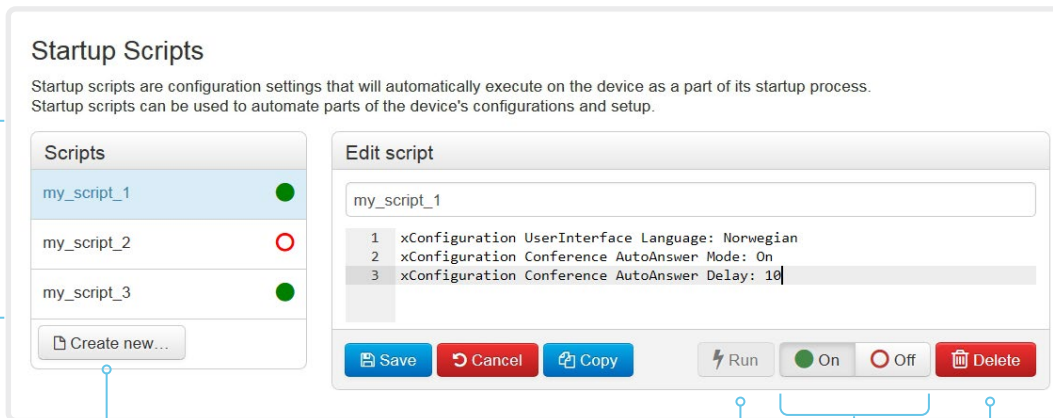 Startup Scripts
Startup scripts are configuration settings that will automatically execute on the device as a part of its startup process.
Startup scripts can be used to automate parts of the device's configurations and setup.
Scripts
my_script_1
my_script_2
my_script_3
Create new...
Edit script
my_script_1
1 xConfiguration UserInterface Language: Norwegian
2 xConfiguration Conference AutoAnswer Mode: On
3 xConfiguration Conference AutoAnswer Delay: 10
Save Cancel Copy Run On Off Delete